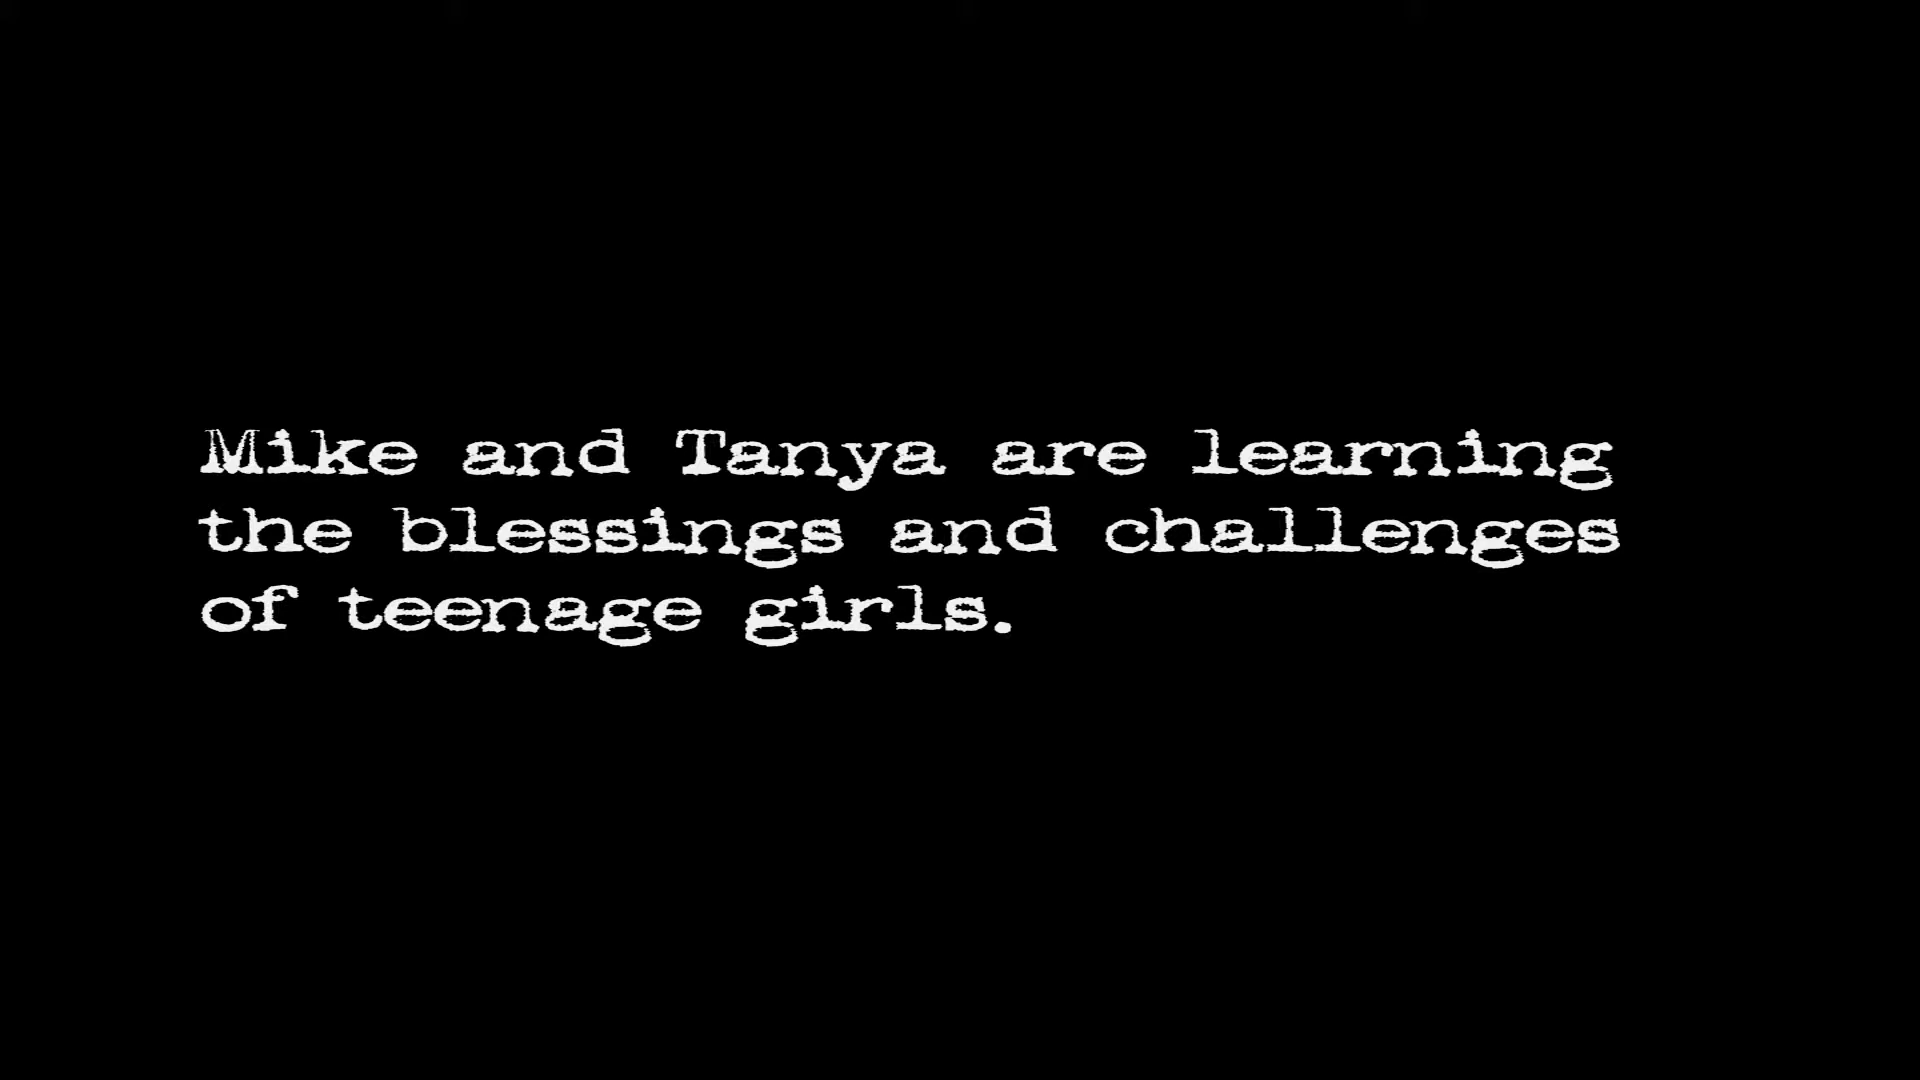 Mike and Tanya are learning
the blessings and challenges
of teenage girls.